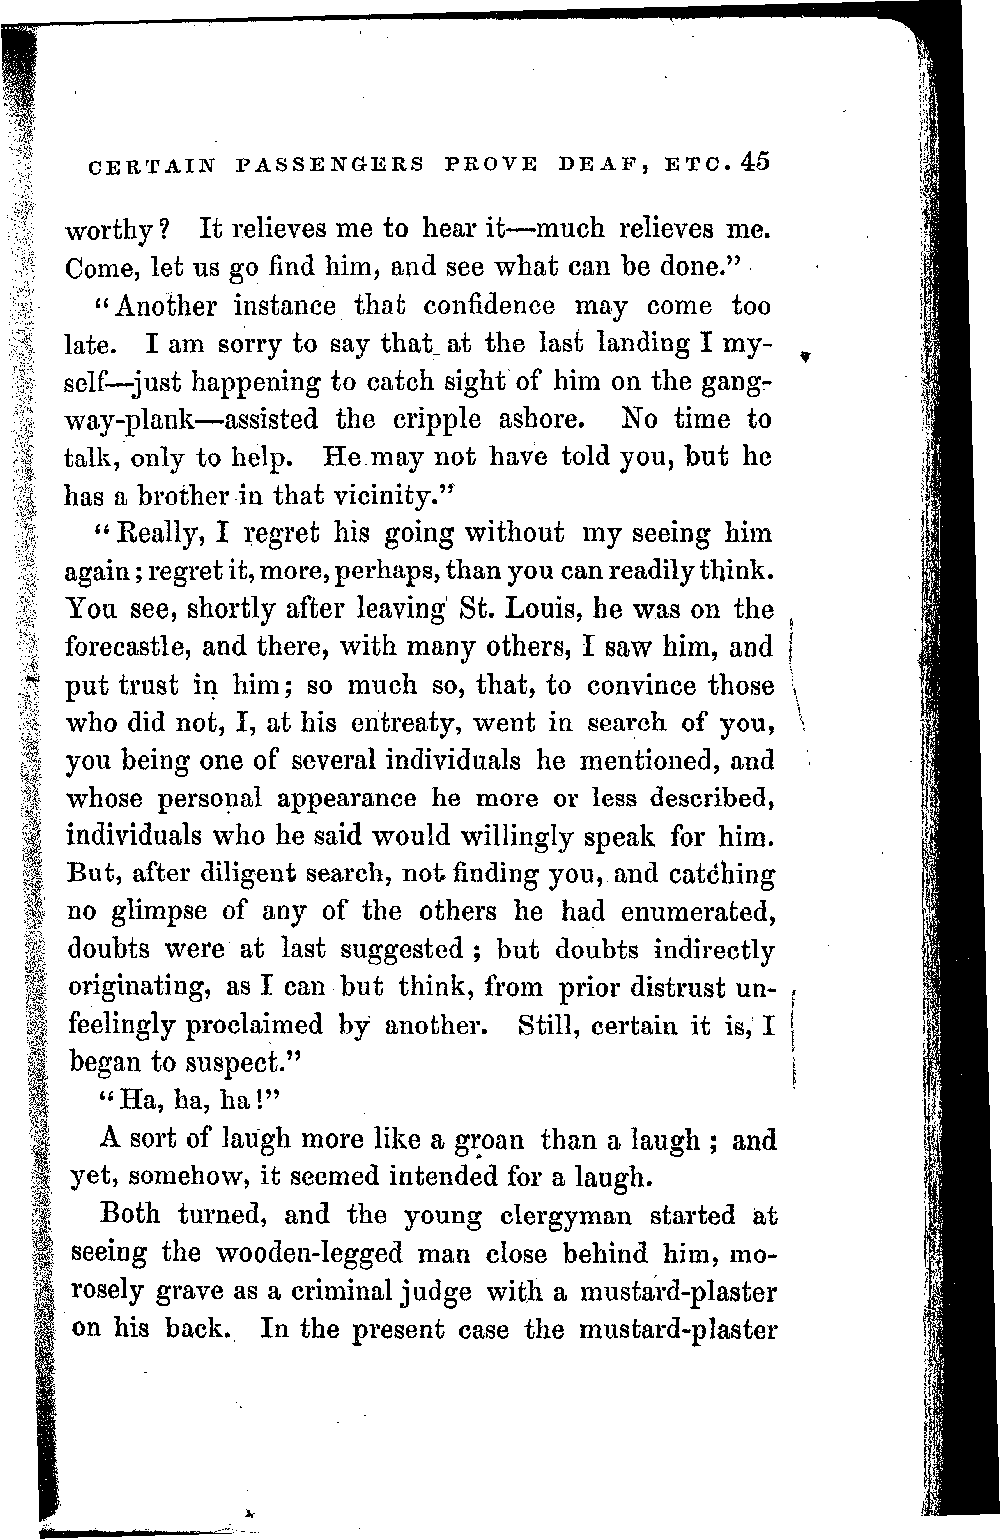 CERTAIN PASSENGERS PROVE DEAF, ETC. 45
worthy? It relieves me to hear it—much relieves me.
Come, let us go find him, and see what can be done."
"Another instance that confidence may come too
late. I am sorry to say that at the last landing I my-
self—just happening to catch sight of him on the gang-
way-plank—assisted the cripple ashore. No time to
talk, only to help. He may not have told you, but he
has a brother in that vicinity."
"Really, I regret his going without my seeing him
again; regret it, more, perhaps, than you can readily think.
You see, shortly after leaving St. Louis, he was on the
forecastle, and there, with many others, I saw him, and
put trust in him; so much so, that, to convince those
who did not, I, at his entreaty, went in search of you,
you being one of several individuals he mentioned, and
whose personal appearance he more or less described,
individuals who he said would willingly speak for him.
But, after diligent search, not finding you, and catching
no glimpse of any of the others he had enumerated,
doubts were at last suggested; but doubts indirectly
originating, as I can but think, from prior distrust un-
feelingly proclaimed by another. Still, certain it is, I
began to suspect."
"Ha, ha, ha!"
A sort of laugh more like a groan than a laugh; and
yet, somehow, it seemed intended for a laugh.
Both turned, and the young clergyman started at
seeing the wooden-legged man close behind him, mo-
rosely grave as a criminal judge with a mustard-plaster
on his back. In the present case the mustard-plaster